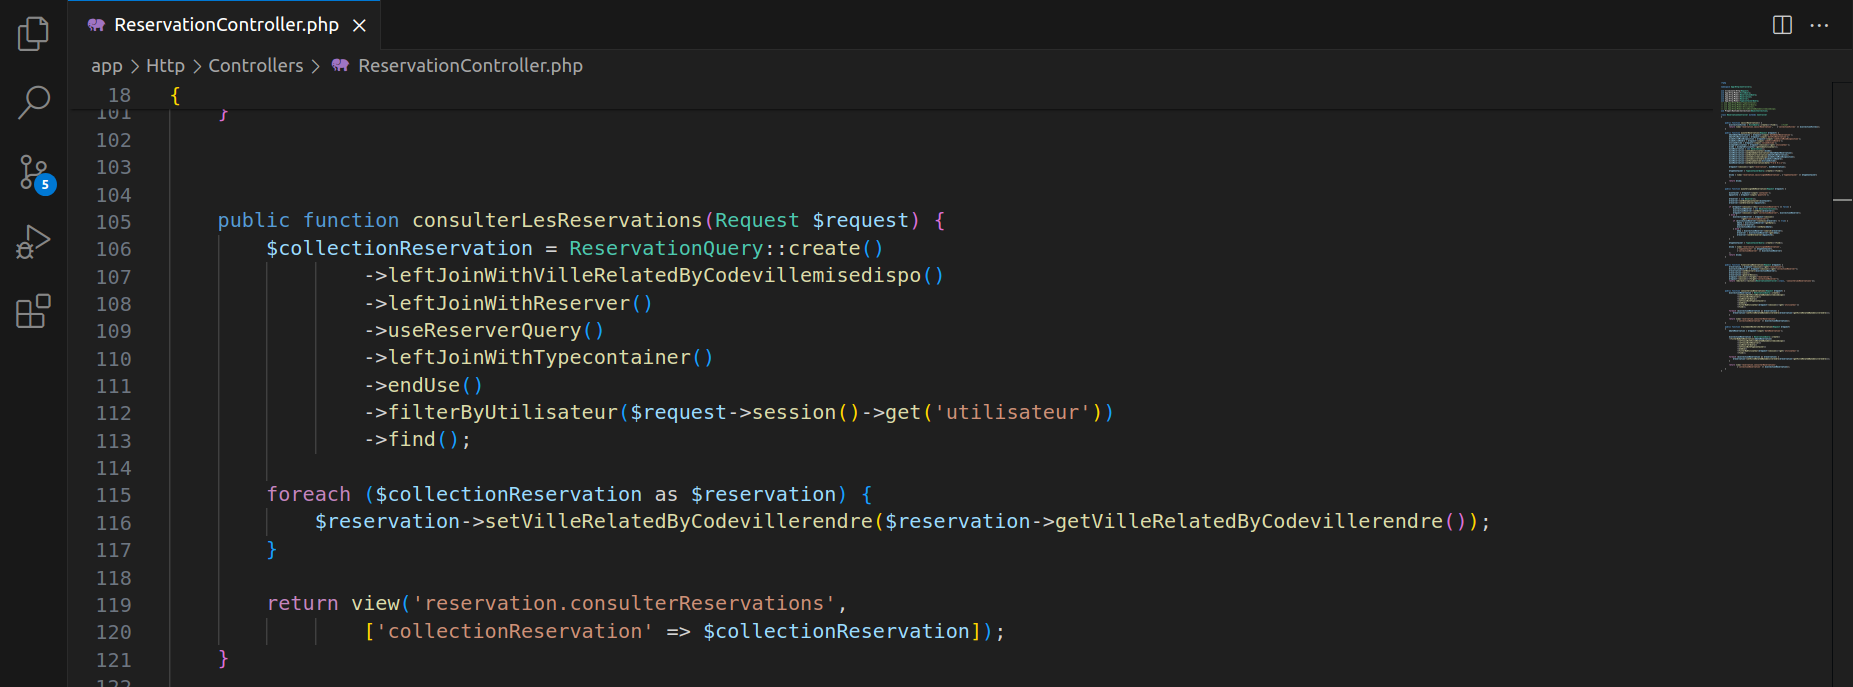 ReservationController.php
app > Http > Controllers > ReservationController.php
18 {
101 }
102
103
104
105 public function consulterLesReservations(Request $request) {
106 $collectionReservation = ReservationQuery::create()
107 ->leftJoinWithVilleRelatedByCodevillemisedispo()
108 ->leftJoinWithReserver()
109 ->useReserverQuery()
110 ->leftJoinWithTypecontainer()
111 ->endUse()
112 ->filterByUtilisateur($request->session()->get('utilisateur'))
113 ->find();
114
115 foreach ($collectionReservation as $reservation) {
116 $reservation->setVilleRelatedByCodevillerendre($reservation->getVilleRelatedByCodevillerendre());
117 }
118
119 return view('reservation.consulterReservations',
120 ['collectionReservation' => $collectionReservation]);
121 }
122
5